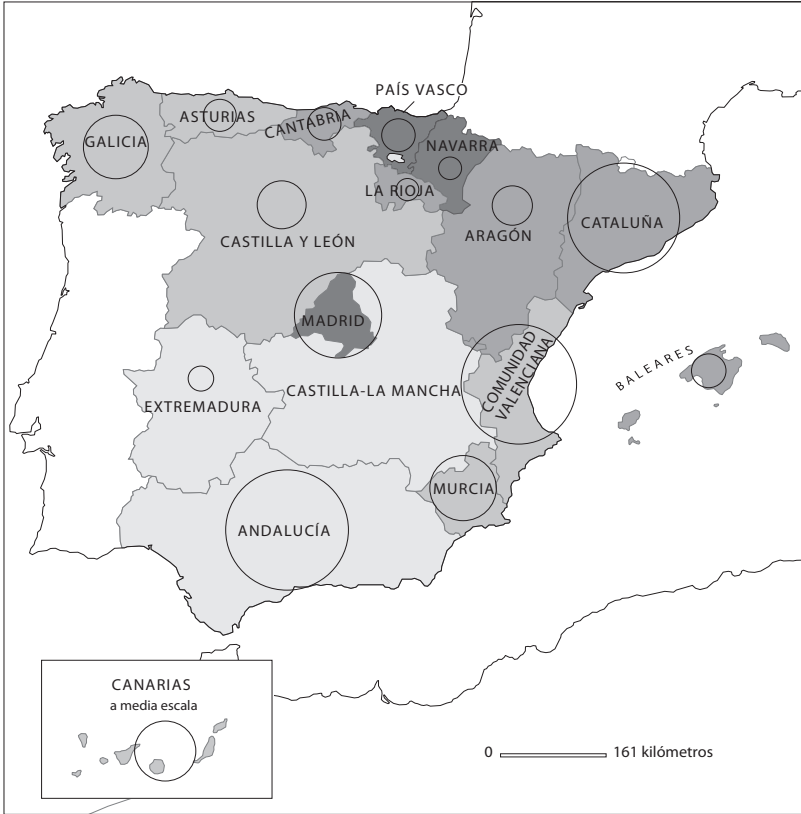 PAÍS VASCO
ASTURIAS
CANTABRIA
GALICIA
NAVARRA
LA RIOJA
CASTILLA Y LEÓN
ARAGÓN
CATALUÑA
MADRID
COMUNIDAD
VALENCIANA
BALEARES
CASTILLA-LA MANCHA
EXTREMADURA
MURCIA
ANDALUCÍA
CANARIAS
a media escala
0 161 kilómetros